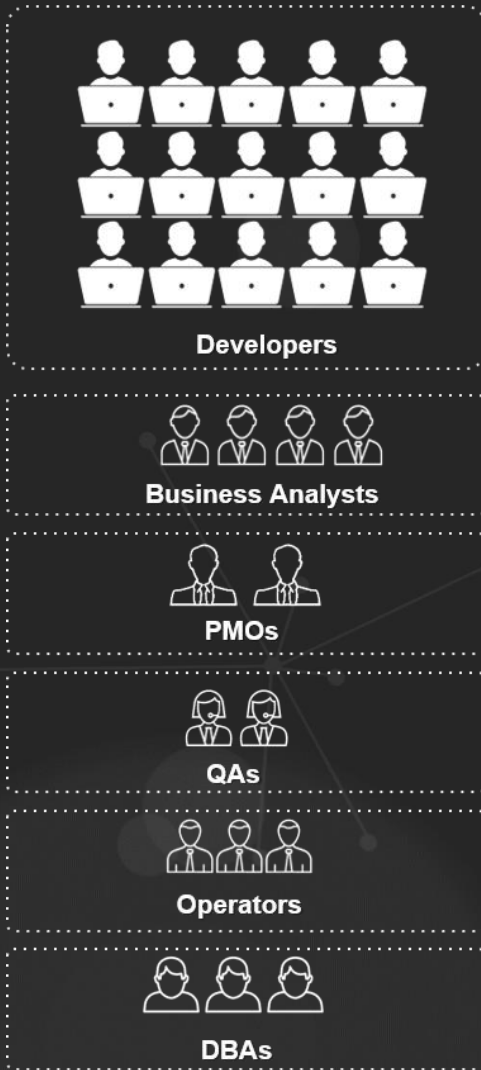 Developers
Business Analysts
PMOs
QAs
Operators
DBAs